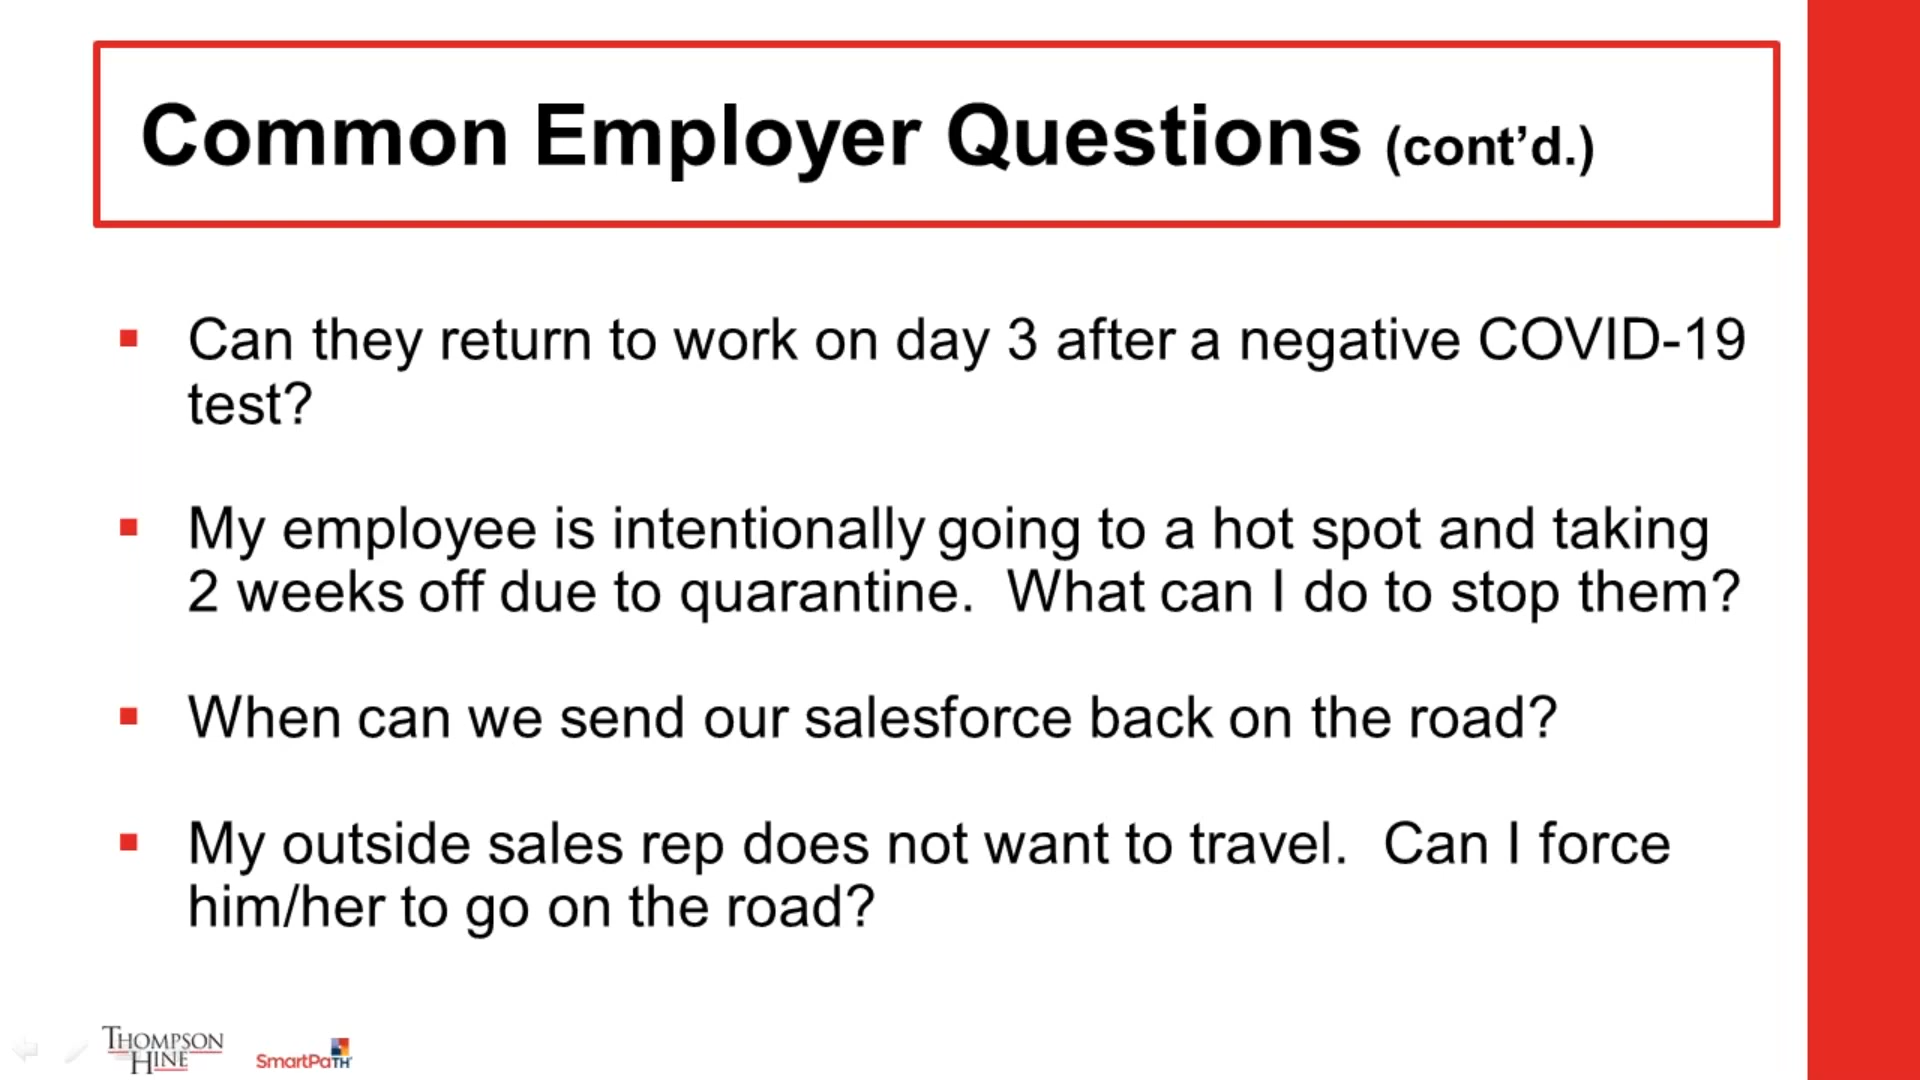 Common Employer Questions (cont’d.)
Can they return to work on day 3 after a negative COVID-19
test?
My employee is intentionally going to a hot spot and taking
2 weeks off due to quarantine.  What can I do to stop them?
When can we send our salesforce back on the road?
My outside sales rep does not want to travel.  Can I force
him/her to go on the road?
THOMPSON
HINE
SmartPaTH